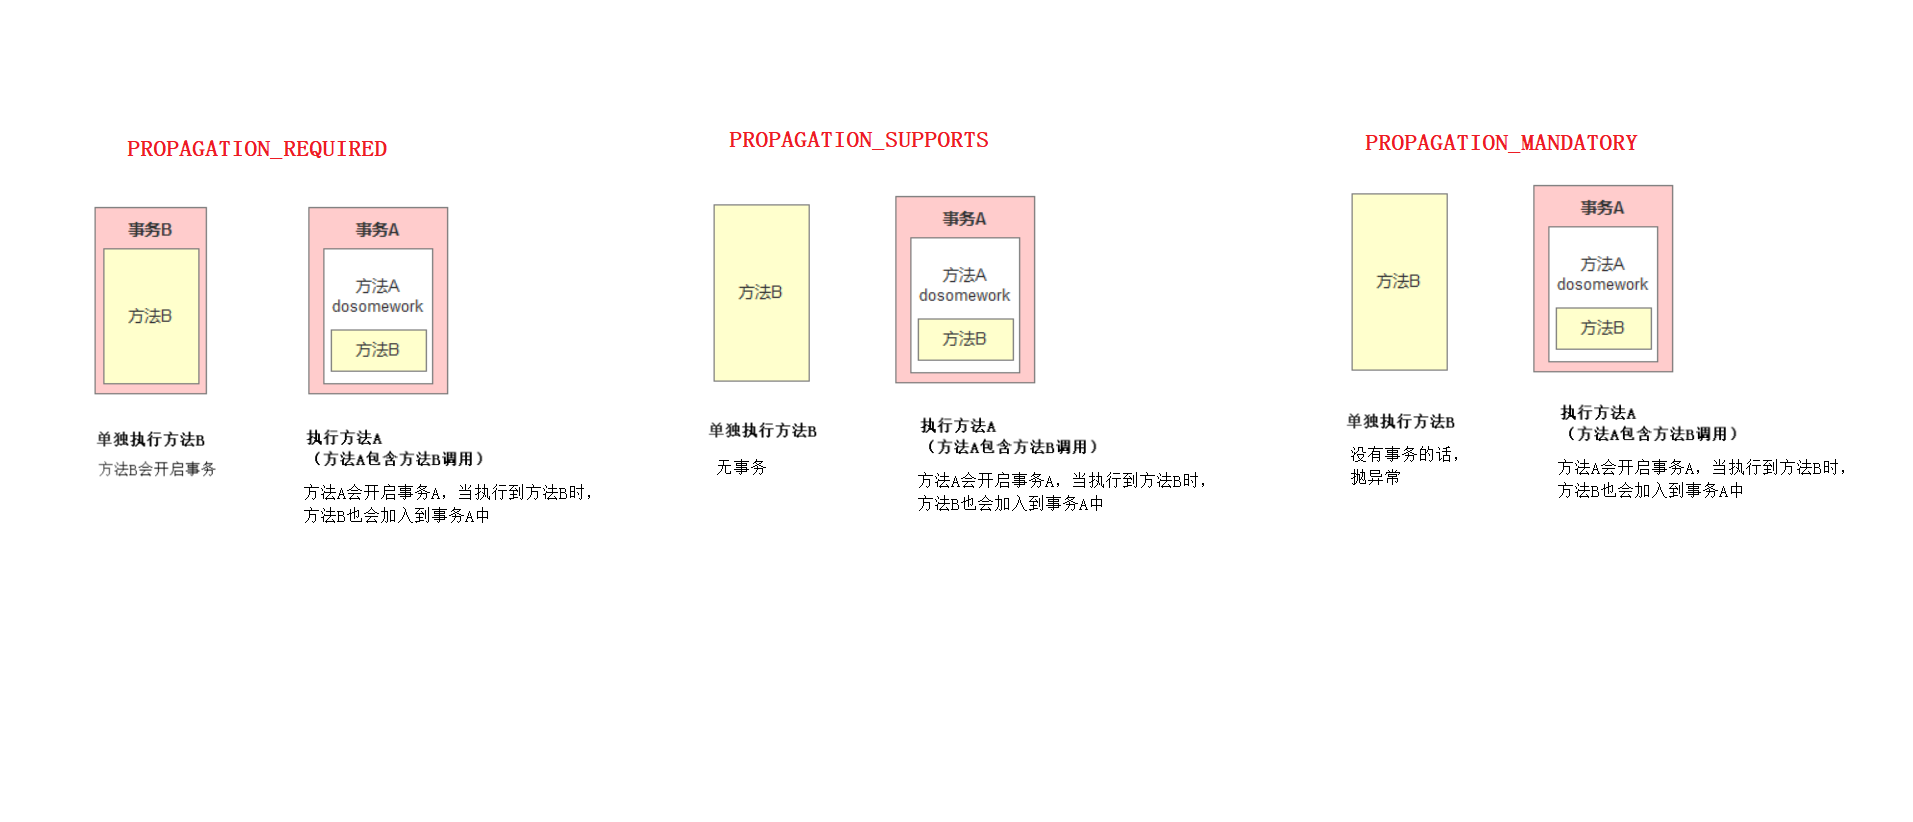 PROPAGATION_REQUIRED
事务B
方法B
单独执行方法B
方法B会开启事务
事务A
方法A
dosomework
方法B
执行方法A
（方法A包含方法B调用）
方法A会开启事务A，当执行到方法B时，
方法B也会加入到事务A中
PROPAGATION_SUPPORTS
方法B
单独执行方法B
无事务
事务A
方法A
dosomework
方法B
执行方法A
（方法A包含方法B调用）
方法A会开启事务A，当执行到方法B时，
方法B也会加入到事务A中
PROPAGATION_MANDATORY
方法B
单独执行方法B
没有事务的话，
抛异常
事务A
方法A
dosomework
方法B
执行方法A
（方法A包含方法B调用）
方法A会开启事务A，当执行到方法B时，
方法B也会加入到事务A中